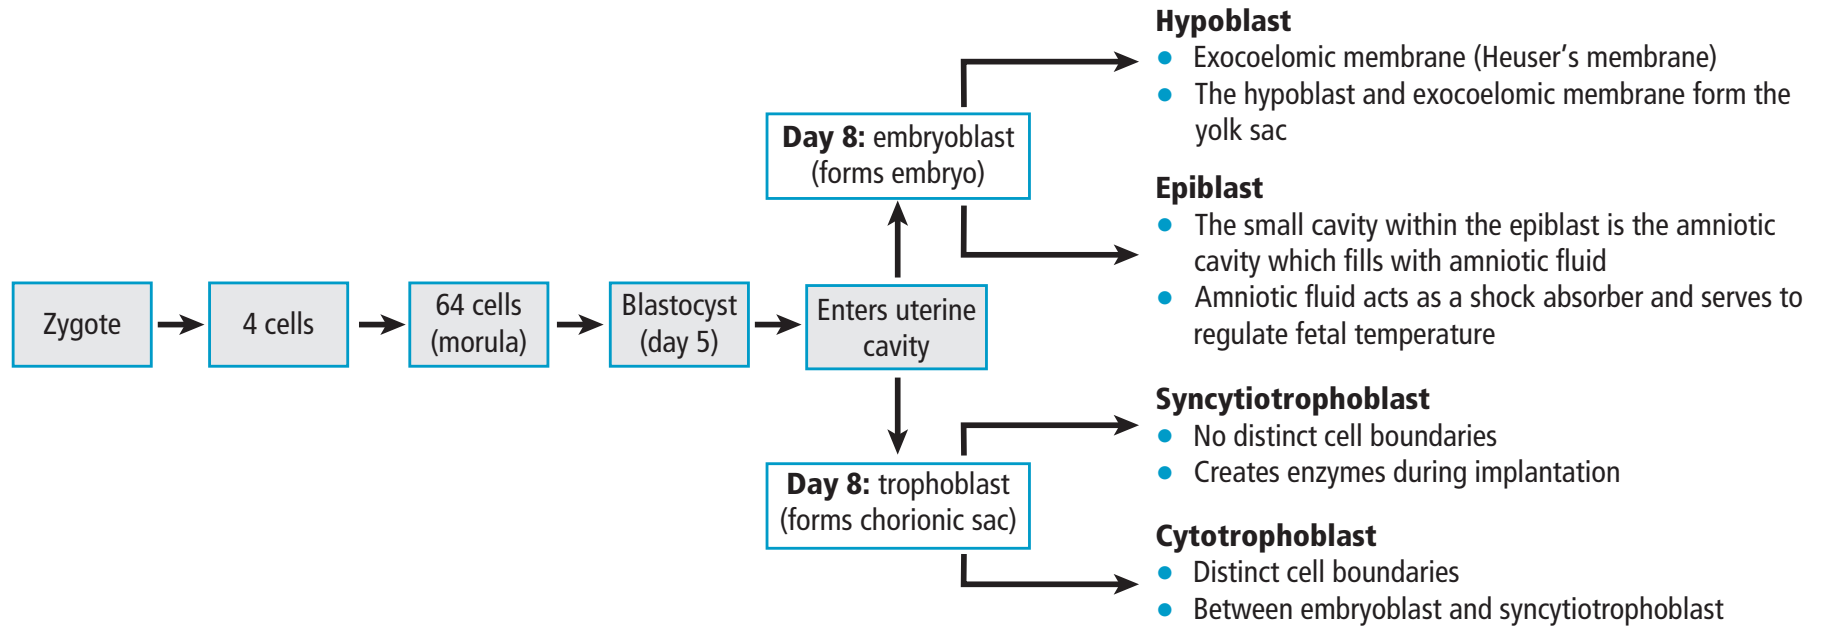 Zygote
4 cells
64 cells
(morula)
Blastocyst
(day 5)
Enters uterine
cavity
Day 8: embryoblast
(forms embryo)
Hypoblast
● Exocoelomic membrane (Heuser’s membrane)
● The hypoblast and exocoelomic membrane form the
yolk sac
Epiblast
● The small cavity within the epiblast is the amniotic
cavity which fills with amniotic fluid
● Amniotic fluid acts as a shock absorber and serves to
regulate fetal temperature
Day 8: trophoblast
(forms chorionic sac)
Syncytiotrophoblast
● No distinct cell boundaries
● Creates enzymes during implantation
Cytotrophoblast
● Distinct cell boundaries
● Between embryoblast and syncytiotrophoblast